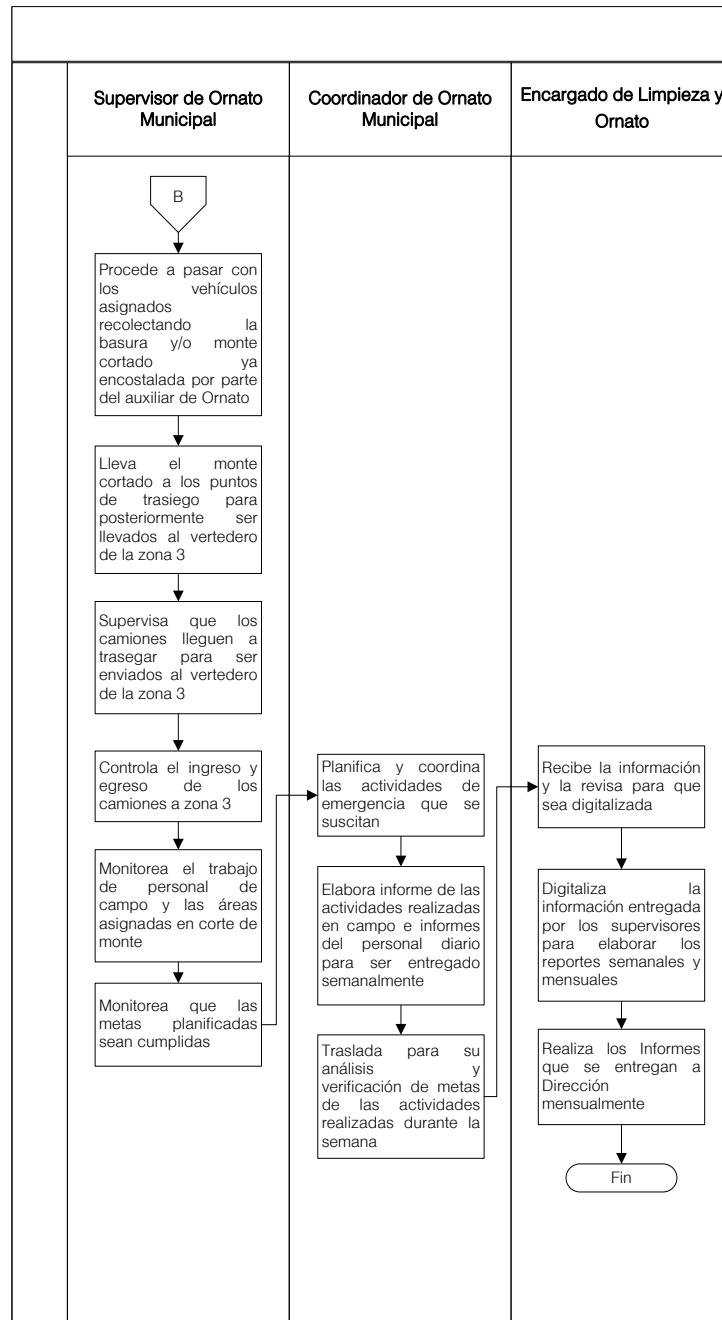 Supervisor de Ornato
Municipal
Coordinador de Ornato
Municipal
Encargado de Limpieza y
Ornato
B
Procede a pasar con
los vehículos
asignados
recolectando la
basura y/o monte
cortado ya
encostalada por parte
del auxiliar de Ornato
Lleva el monte
cortado a los puntos
de trasiego para
posteriormente ser
llevados al vertedero
de la zona 3
Supervisa que los
camiones lleguen a
trasegar para ser
enviados al vertedero
de la zona 3
Controla el ingreso y
egreso de los
camiones a zona 3
Monitorea el trabajo
de personal de
campo y las áreas
asignadas en corte de
monte
Monitorea que las
metas planificadas
sean cumplidas
Planifica y coordina
las actividades de
emergencia que se
suscitan
Elabora informe de las
actividades realizadas
en campo e informes
del personal diario
para ser entregado
semanalmente
Traslada para su
análisis y
verificación de metas
de las actividades
realizadas durante la
semana
Recibe la información
y la revisa para que
sea digitalizada
Digitaliza la
información entregada
por los supervisores
para elaborar los
reportes semanales y
mensuales
Realiza los Informes
que se entregan a
Dirección
mensualmente
Fin